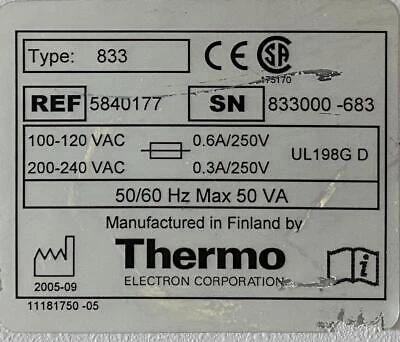 Type: 833
CE SA
175170
REF 5840177 SN 833000 -683
100-120 VAC 0.6A/250V
200-240 VAC 0.3A/250V
UL198G D
50/60 Hz Max 50 VA
Manufactured in Finland by
Thermo
ELECTRON CORPORATION
i
2005-09
11181750 -05